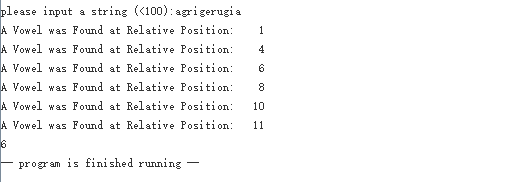 please input a string (<100):agrigerugia
A Vowel was Found at Relative Position:    1
A Vowel was Found at Relative Position:    4
A Vowel was Found at Relative Position:    6
A Vowel was Found at Relative Position:    8
A Vowel was Found at Relative Position:   10
A Vowel was Found at Relative Position:   11
6
-- program is finished running --